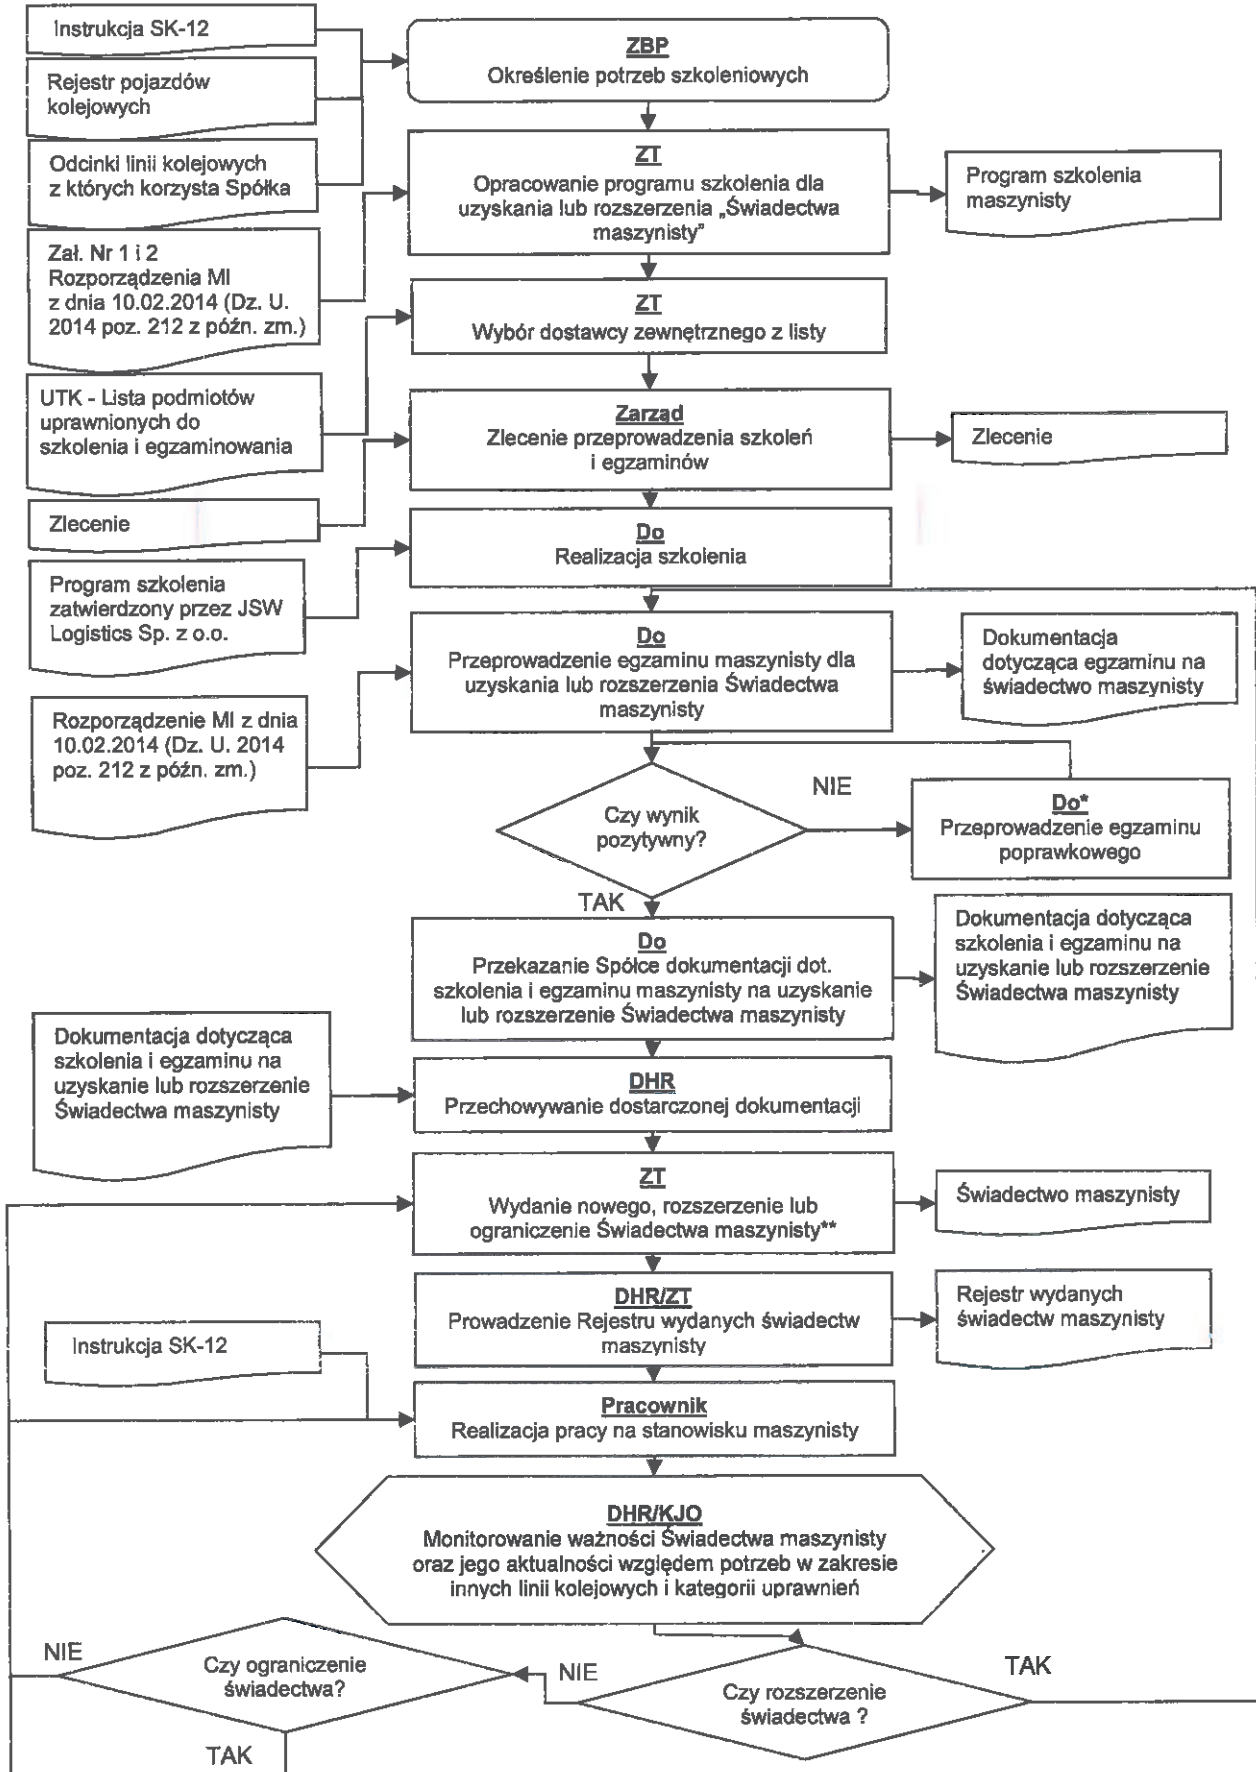 Instrukcja SK-12
ZBP
Określenie potrzeb szkoleniowych
Rejestr pojazdów
kolejowych
Odcinki linii kolejowych
z których korzysta Spółka
ZT
Opracowanie programu szkolenia dla
uzyskania lub rozszerzenia „Świadectwa
maszynisty”
Program szkolenia
maszynisty
Zał. Nr 1 i 2
Rozporządzenia MI
z dnia 10.02.2014 (Dz. U.
2014 poz. 212 z późn. zm.)
ZT
Wybór dostawcy zewnętrznego z listy
UTK - Lista podmiotów
uprawnionych do
szkolenia i egzaminowania
Zarząd
Zlecenie przeprowadzenia szkoleń
i egzaminów
Zlecenie
Zlecenie
Do
Realizacja szkolenia
Program szkolenia
zatwierdzony przez JSW
Logistics Sp. z o.o.
Do
Przeprowadzenie egzaminu maszynisty dla
uzyskania lub rozszerzenia Świadectwa
maszynisty
Dokumentacja
dotycząca egzaminu na
świadectwo maszynisty
Rozporządzenie MI z dnia
10.02.2014 (Dz. U. 2014
poz. 212 z późn. zm.)
Czy wynik
pozytywny?
NIE
Do*
Przeprowadzenie egzaminu
poprawkowego
TAK
Do
Przekazanie Spółce dokumentacji dot.
szkolenia i egzaminu maszynisty na uzyskanie
lub rozszerzenie Świadectwa maszynisty
Dokumentacja dotycząca
szkolenia i egzaminu na
uzyskanie lub rozszerzenie
Świadectwa maszynisty
Dokumentacja dotycząca
szkolenia i egzaminu na
uzyskanie lub rozszerzenie
Świadectwa maszynisty
DHR
Przechowywanie dostarczonej dokumentacji
ZT
Wydanie nowego, rozszerzenie lub
ograniczenie Świadectwa maszynisty**
Świadectwo maszynisty
DHR/ZT
Prowadzenie Rejestru wydanych świadectw
maszynisty
Rejestr wydanych
świadectw maszynisty
Instrukcja SK-12
Pracownik
Realizacja pracy na stanowisku maszynisty
DHR/KJO
Monitorowanie ważności Świadectwa maszynisty
oraz jego aktualności względem potrzeb w zakresie
innych linii kolejowych i kategorii uprawnień
NIE
Czy ograniczenie
świadectwa?
TAK
NIE
Czy rozszerzenie
świadectwa ?
TAK